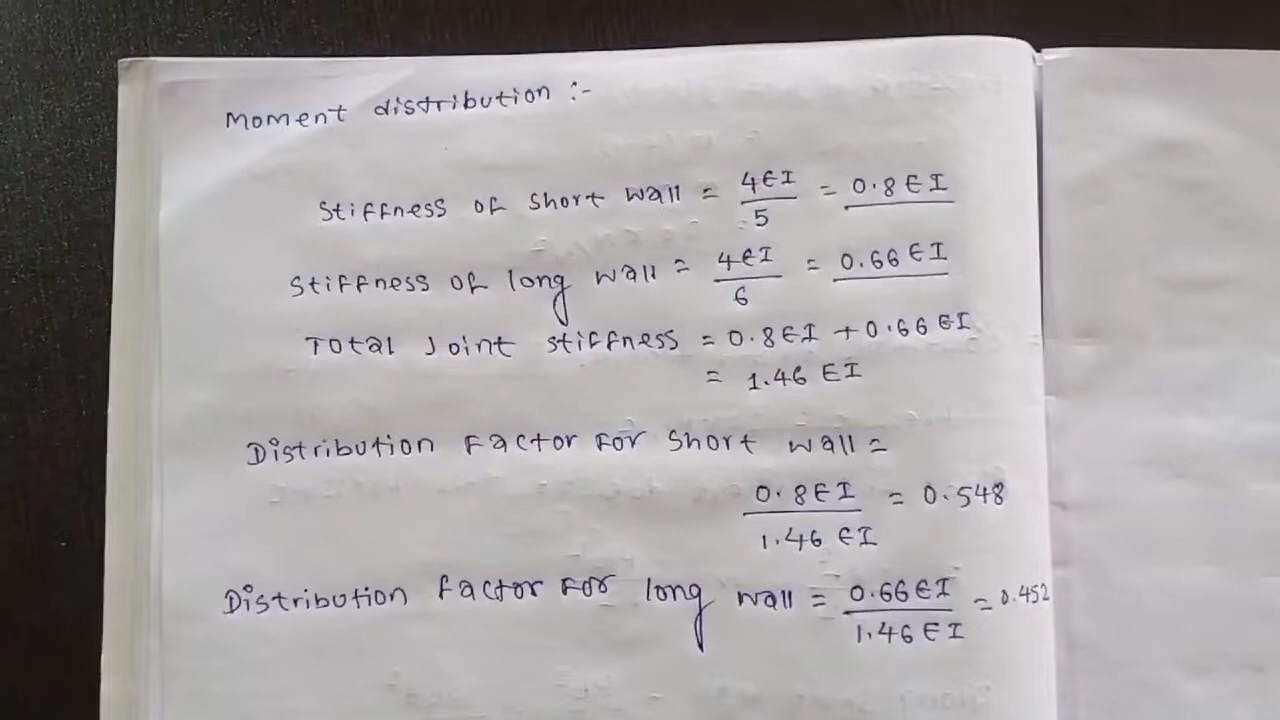 Moment distribution :-
Stiffness of short wall = 4EI/5 = 0.8EI
Stiffness of long wall = 4EI/6 = 0.66EI
Total Joint stiffness = 0.8EI + 0.66EI
= 1.46 EI
Distribution Factor For short wall =
0.8EI/1.46 EI = 0.548
Distribution factor For long wall = 0.66EI/1.46EI = 0.452